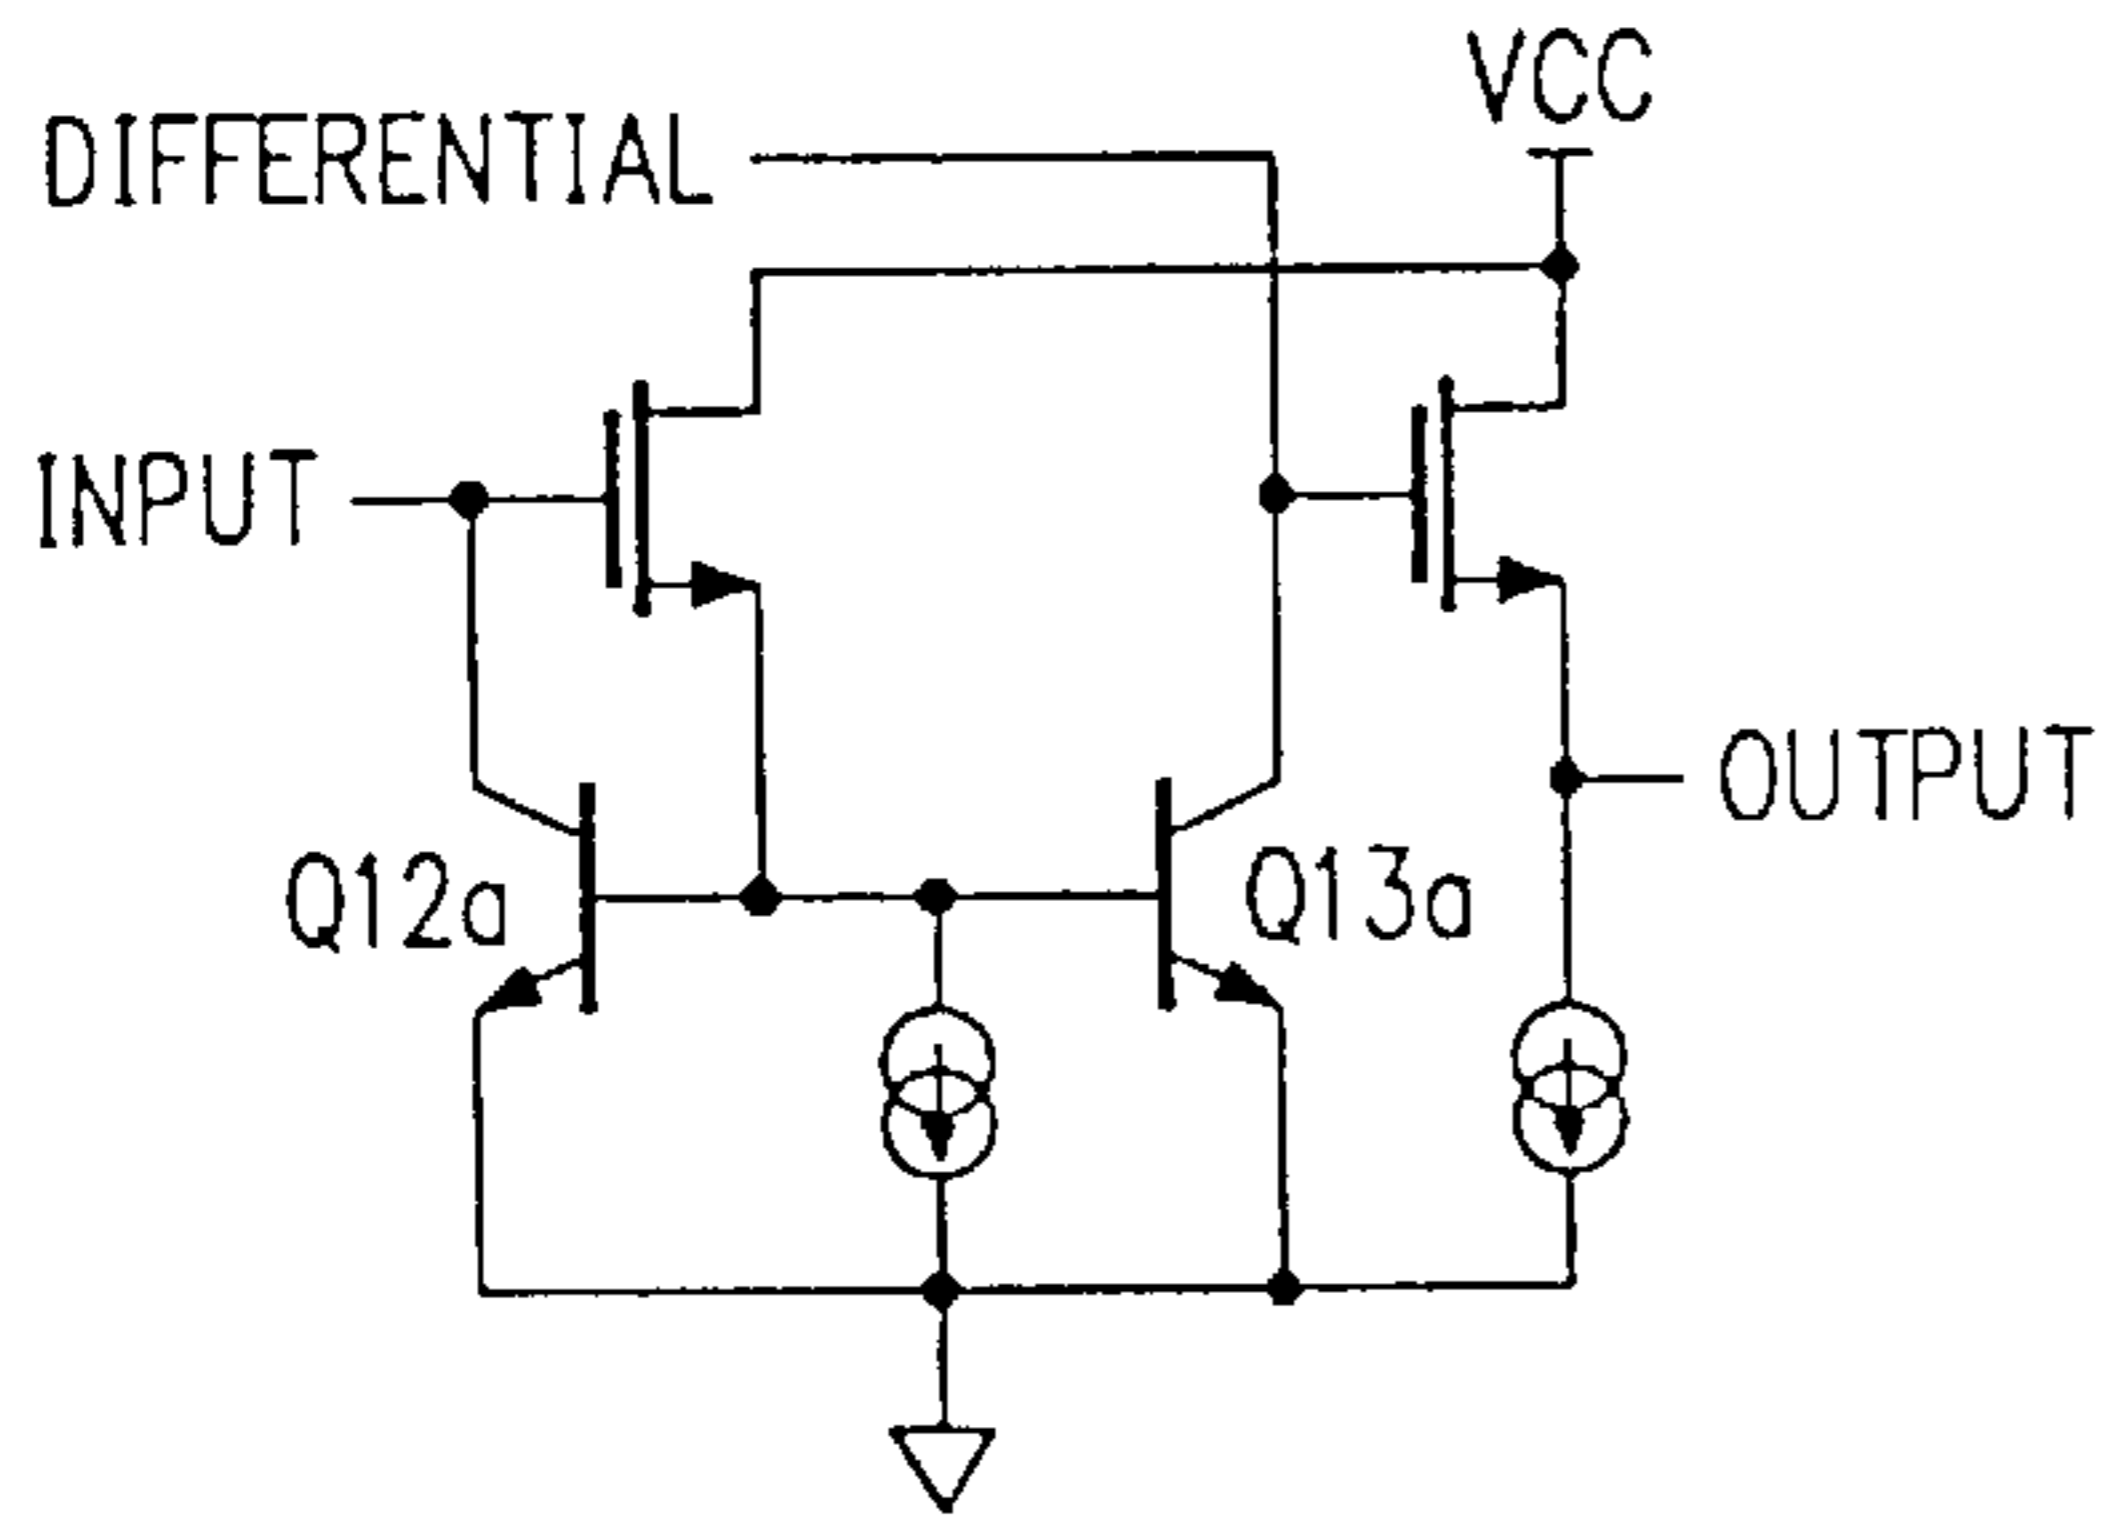 VCC
DIFFERENTIAL
INPUT
OUTPUT
Q12a
Q13a